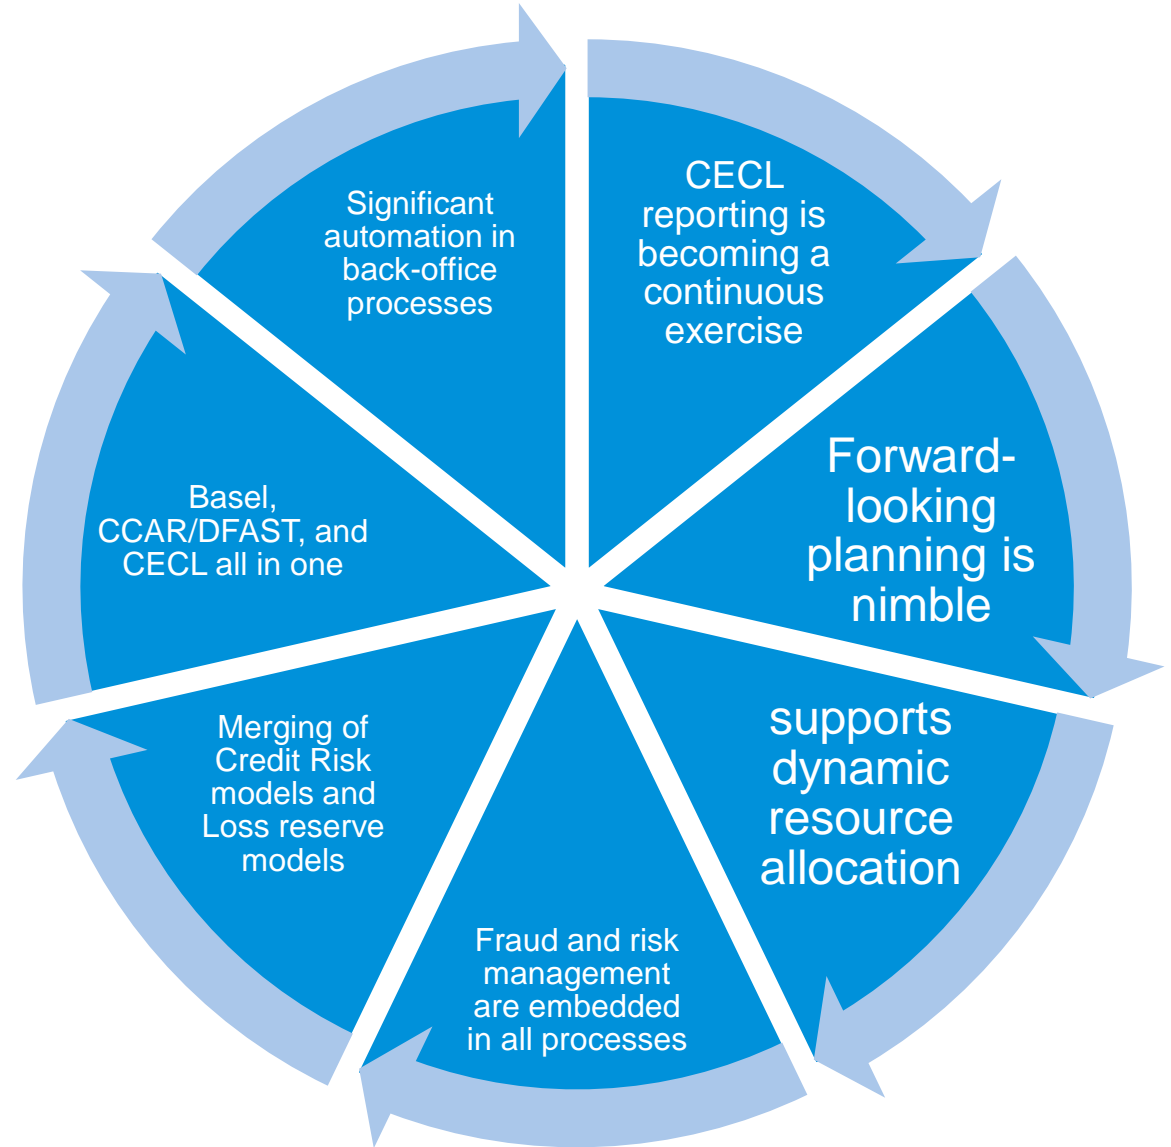 CECL
reporting is
becoming a
continuous
exercise
Forward-
looking
planning is
nimble
supports
dynamic
resource
allocation
Fraud and risk
management
are embedded
in all processes
Merging of
Credit Risk
models and
Loss reserve
models
Basel,
CCAR/DFAST, and
CECL all in one
Significant
automation in
back-office
processes